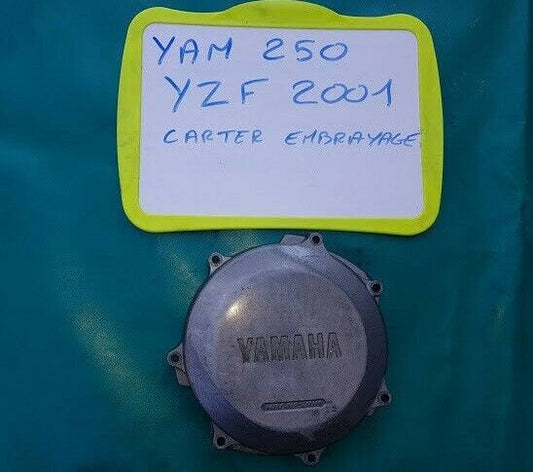 YAM 250
YZF 2001
CARTER EMBRAYAGE
YAMAHA